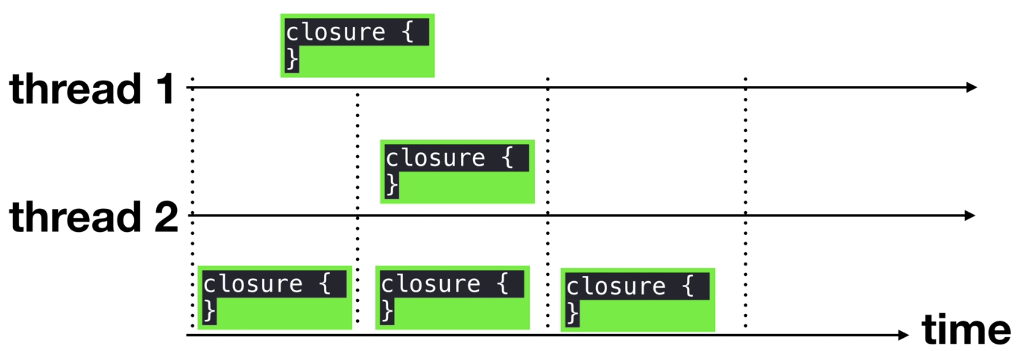 closure {
}
thread 1
closure {
}
thread 2
closure {
}
closure {
}
closure {
}
time